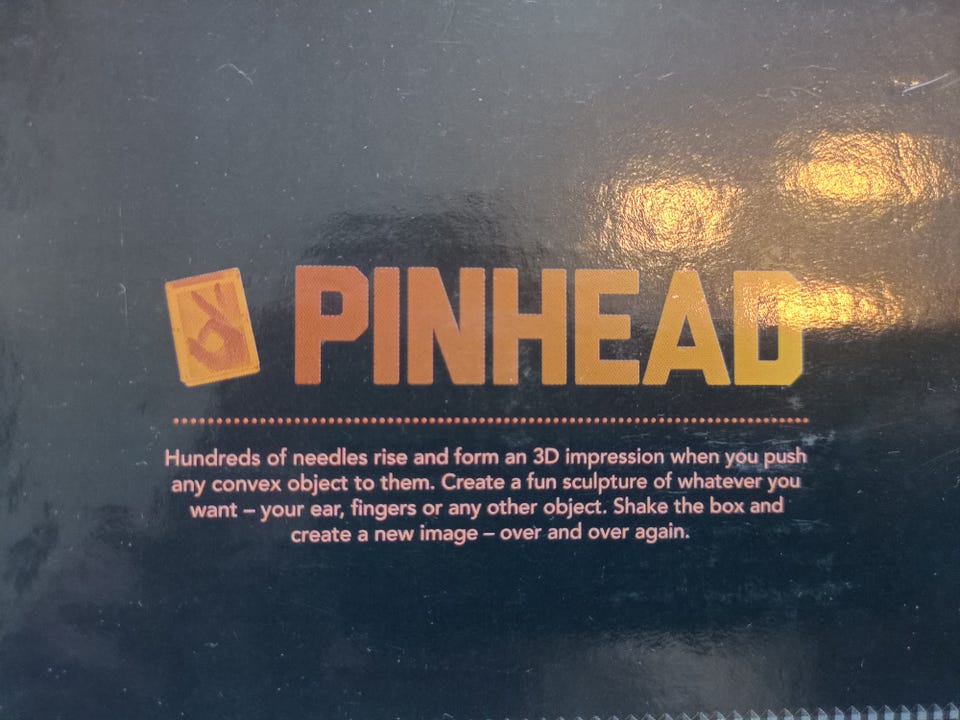 PINHEAD
Hundreds of needles rise and form an 3D impression when you push
any convex object to them. Create a fun sculpture of whatever you
want – your ear, fingers or any other object. Shake the box and
create a new image – over and over again.